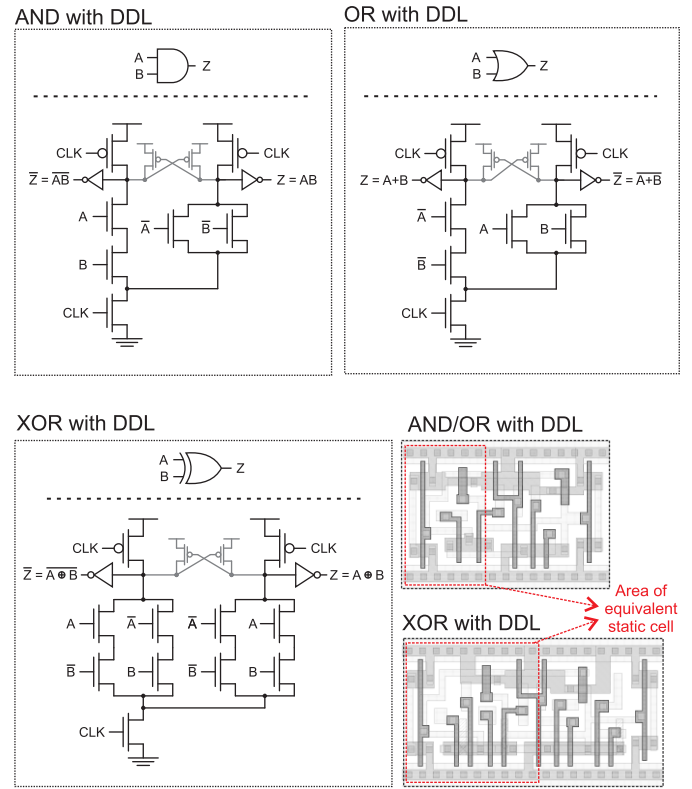 AND with DDL
A
B
Z
CLK
CLK
Z̅ = A̅B̅
Z = AB
A
A̅
B̅
B
CLK
OR with DDL
A
B
Z
CLK
CLK
Z = A+B
Z̅ = A̅+̅B̅
A̅
A
B
B̅
CLK
XOR with DDL
A
B
Z
CLK
CLK
Z̅ = A̅ ̅⊕̅ ̅B̅
Z = A ⊕ B
A
A̅
A̅
A
B̅
B
B̅
B
CLK
AND/OR with DDL
Area of
equivalent
static cell
XOR with DDL